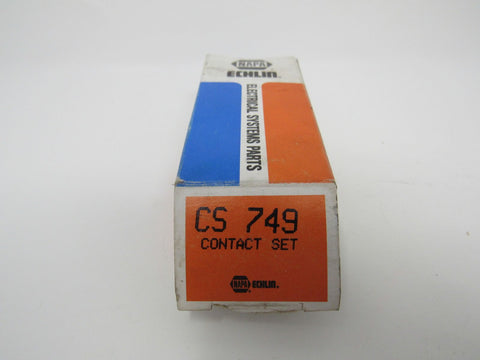 NAPA
ECHLIN.
ELECTRICAL SYSTEMS PARTS
CS 749
CONTACT SET
NAPA ECHLIN.